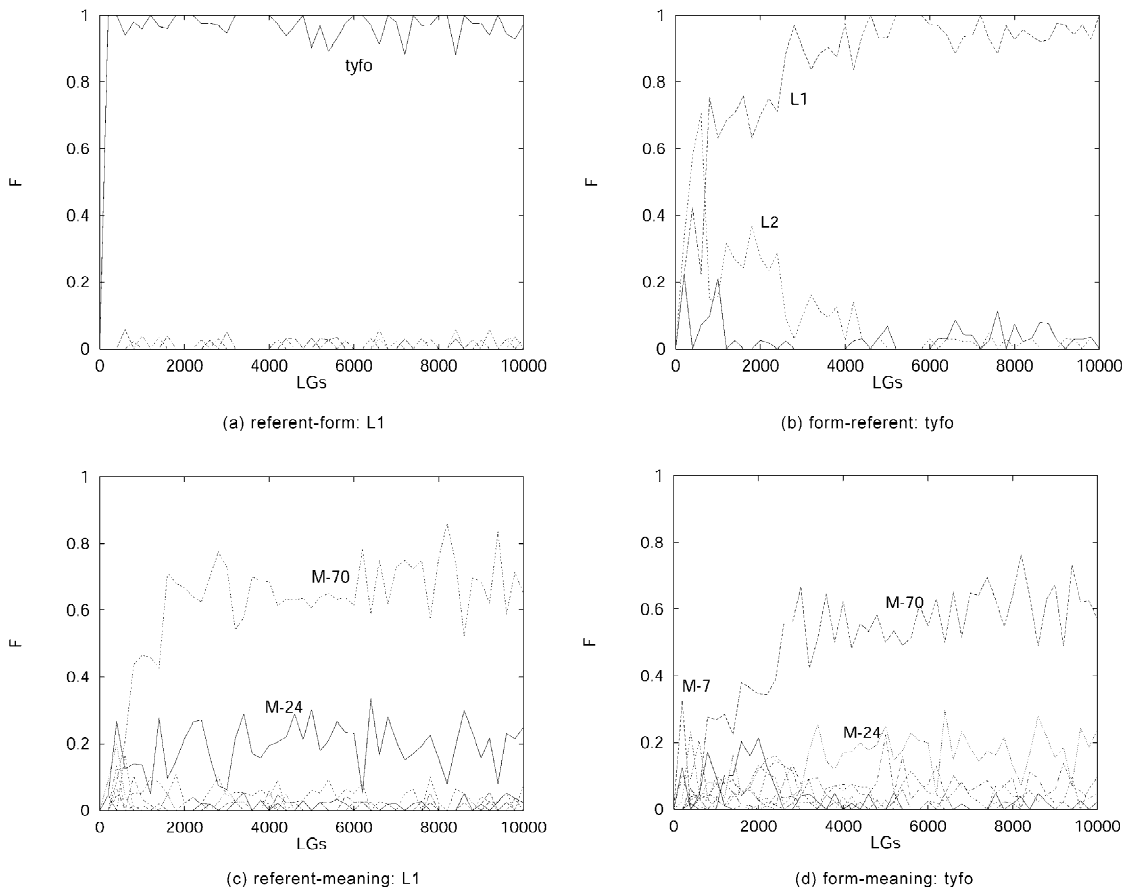 1
0.8
0.6
0.4
0.2
0
F
tyfo
0 2000 4000 6000 8000 10000
LGs
(a) referent-form: L1
1
0.8
0.6
0.4
0.2
0
F
L1
L2
0 2000 4000 6000 8000 10000
LGs
(b) form-referent: tyfo
1
0.8
0.6
0.4
0.2
0
F
M-70
M-24
0 2000 4000 6000 8000 10000
LGs
(c) referent-meaning: L1
1
0.8
0.6
0.4
0.2
0
F
M-70
M-7
M-24
0 2000 4000 6000 8000 10000
LGs
(d) form-meaning: tyfo